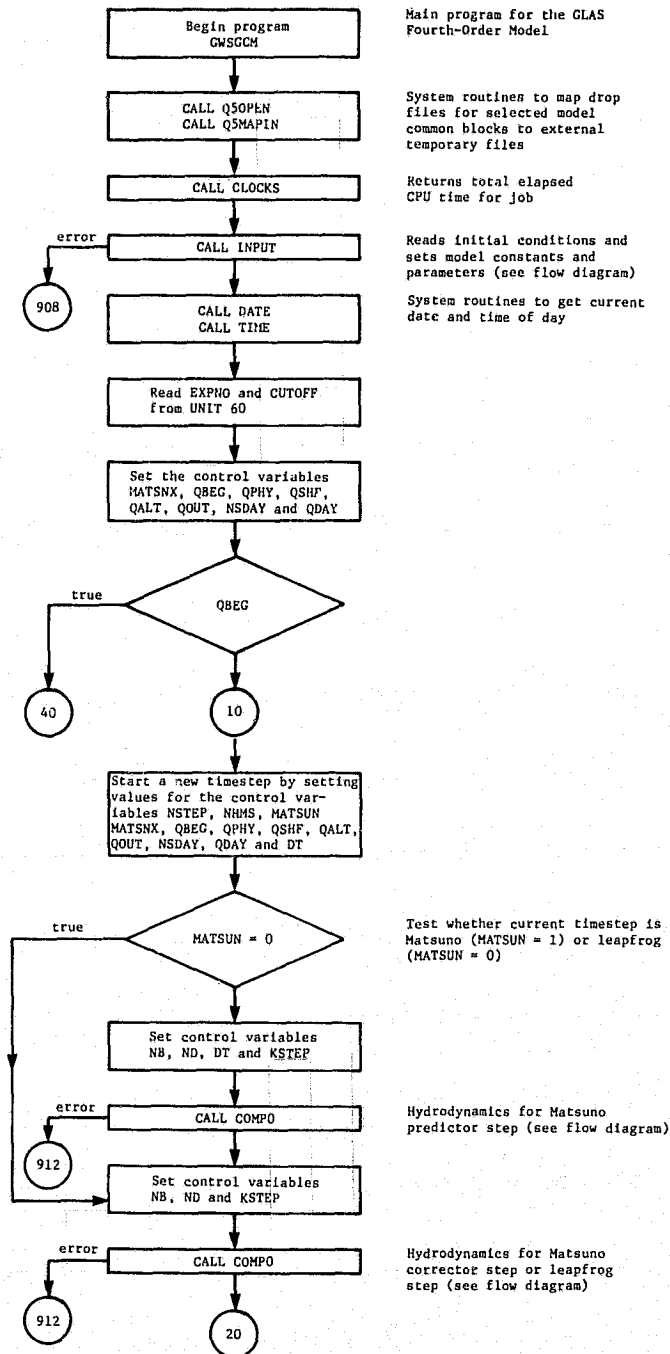 Begin program
GWSGCM
Main program for the GLAS
Fourth-Order Model
CALL Q5OPEN
CALL Q5MAPIN
System routines to map drop
files for selected model
common blocks to external
temporary files
CALL CLOCKS
Returns total elapsed
CPU time for job
error
CALL INPUT
Reads initial conditions and
sets model constants and
parameters (see flow diagram)
908
CALL DATE
CALL TIME
System routines to get current
date and time of day
Read EXPNO and CUTOFF
from UNIT 60
Set the control variables
MATSNX, QBEG, QPHY, QSHF,
QALT, QOUT, NSDAY and QDAY
true
QBEG
40
10
Start a new timestep by setting
values for the control var-
iables NSTEP, NHMS, MATSUN
MATSNX, QBEG, QPHY, QSHF, QALT,
QOUT, NSDAY, QDAY and DT
true
MATSUN = 0
Test whether current timestep is
Matsuno (MATSUN = 1) or leapfrog
(MATSUN = 0)
Set control variables
NB, ND, DT and KSTEP
error
CALL COMPO
Hydrodynamics for Matsuno
predictor step (see flow diagram)
912
Set control variables
NB, ND and KSTEP
error
CALL COMPO
Hydrodynamics for Matsuno
corrector step or leapfrog
step (see flow diagram)
912
20